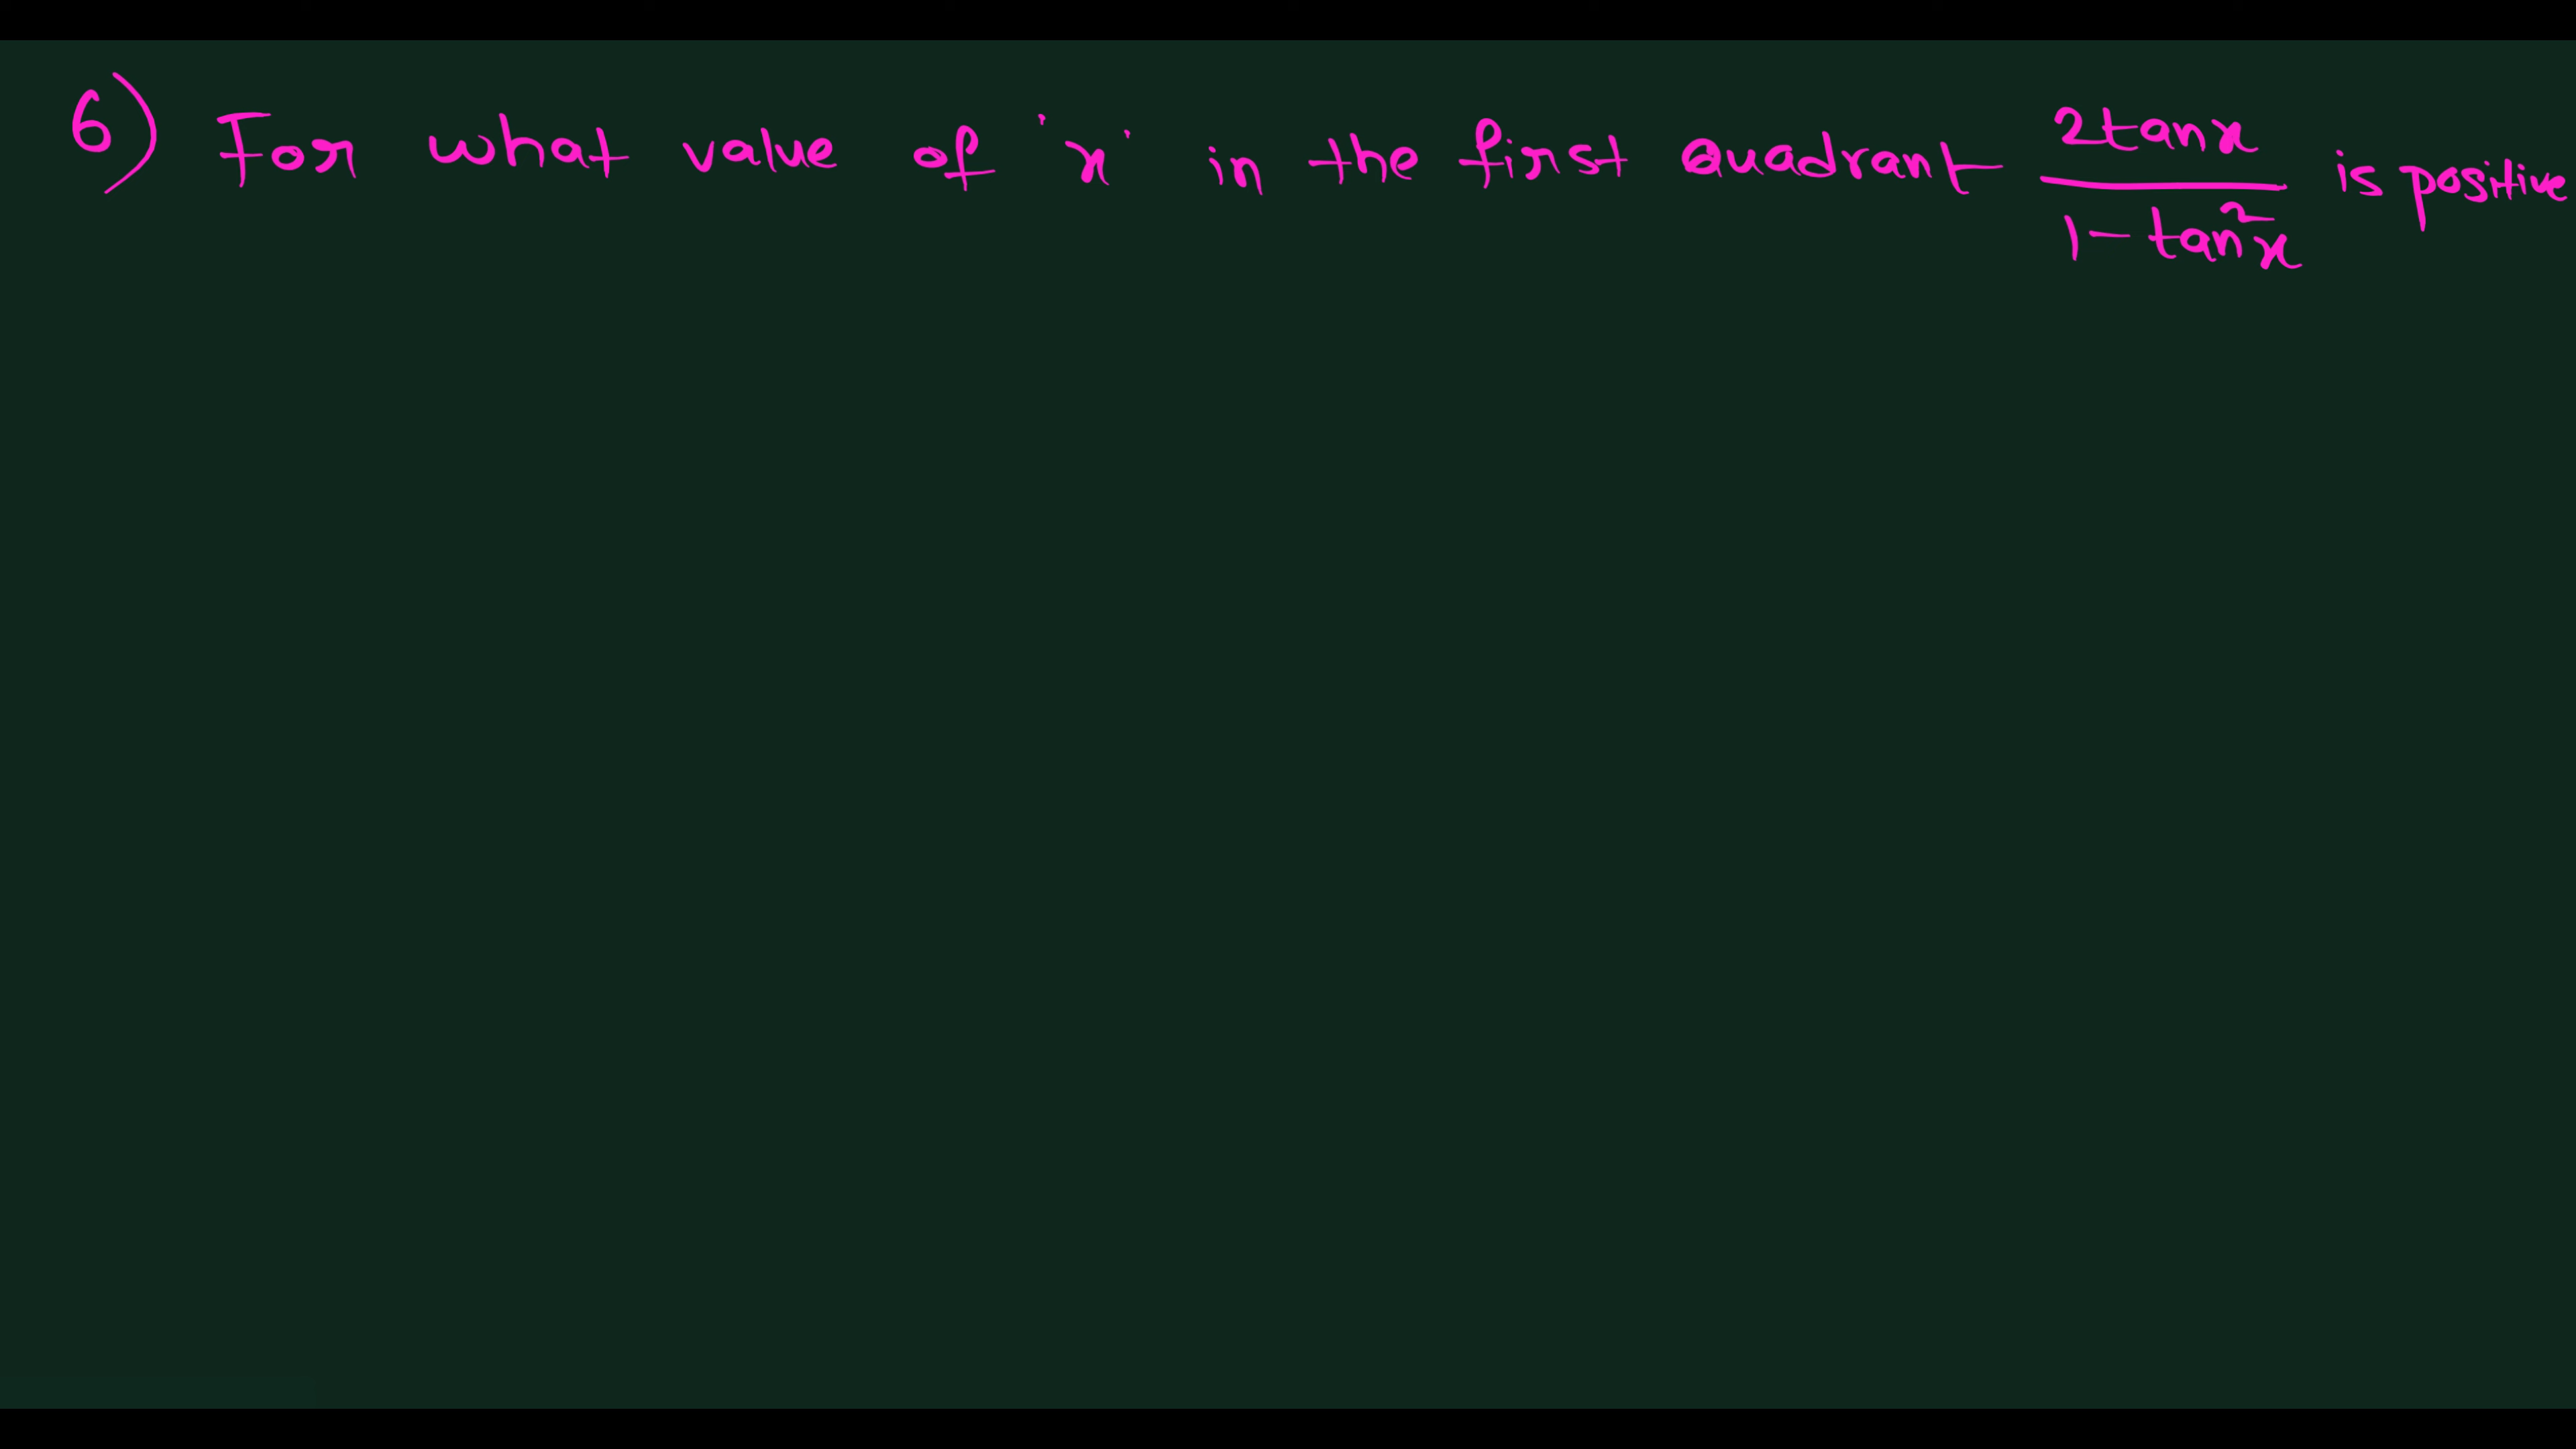 6) For what value of 'x' in the first Quadrant 2tanx / 1 - tan²x is positive